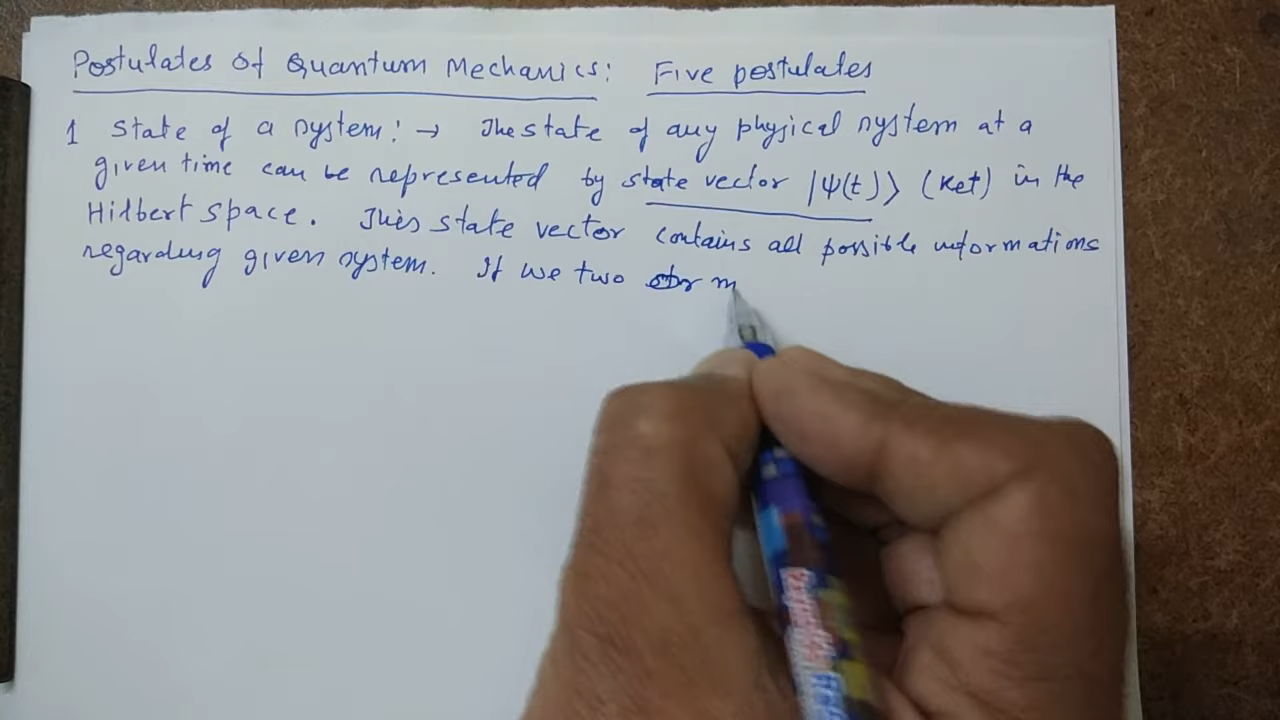 Postulates of Quantum Mechanics: Five postulates
1 State of a system: → The state of any physical system at a
given time can be represented by state vector |ψ(t)⟩ (Ket) in the
Hilbert space. This state vector contains all possible informations
regarding given system. If we two or m